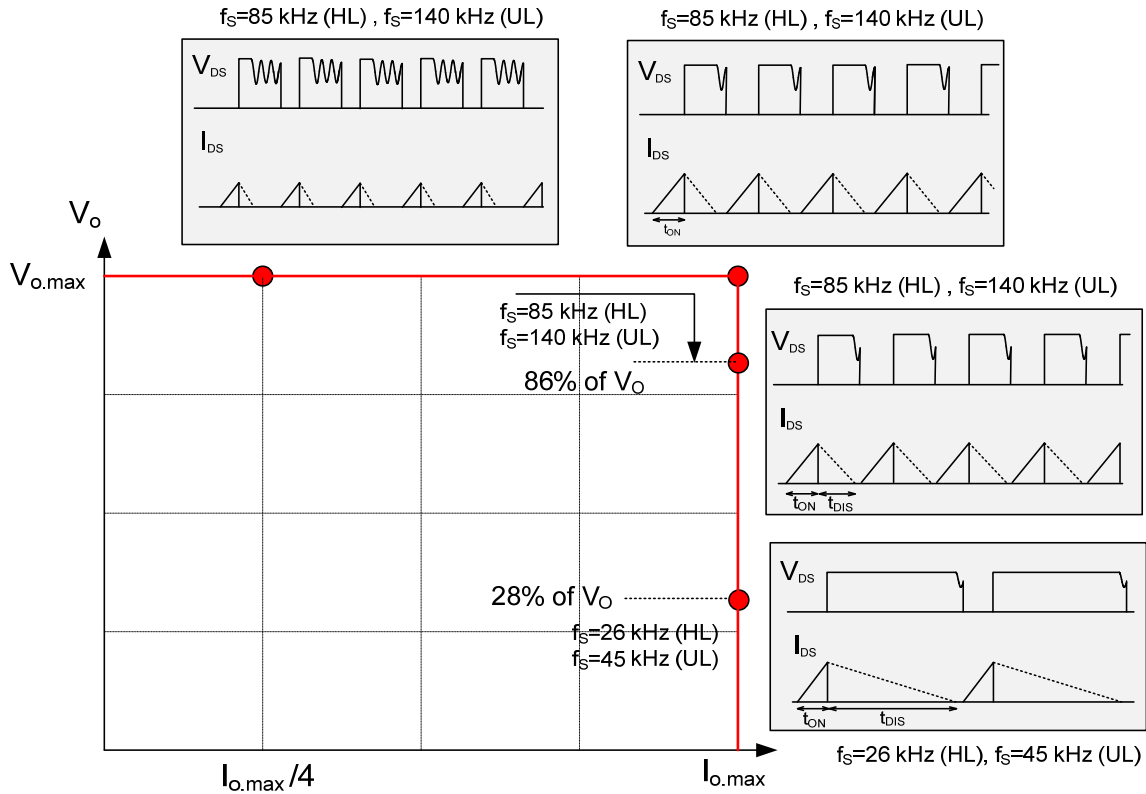 fS=85 kHz (HL) , fS=140 kHz (UL)
VDS
IDS
fS=85 kHz (HL) , fS=140 kHz (UL)
VDS
IDS
tON
Vo
Vo.max
fS=85 kHz (HL)
fS=140 kHz (UL)
86% of VO
fS=85 kHz (HL) , fS=140 kHz (UL)
VDS
IDS
tON tDIS
28% of VO
fS=26 kHz (HL)
fS=45 kHz (UL)
VDS
IDS
tON tDIS
fS=26 kHz (HL), fS=45 kHz (UL)
Io.max /4
Io.max